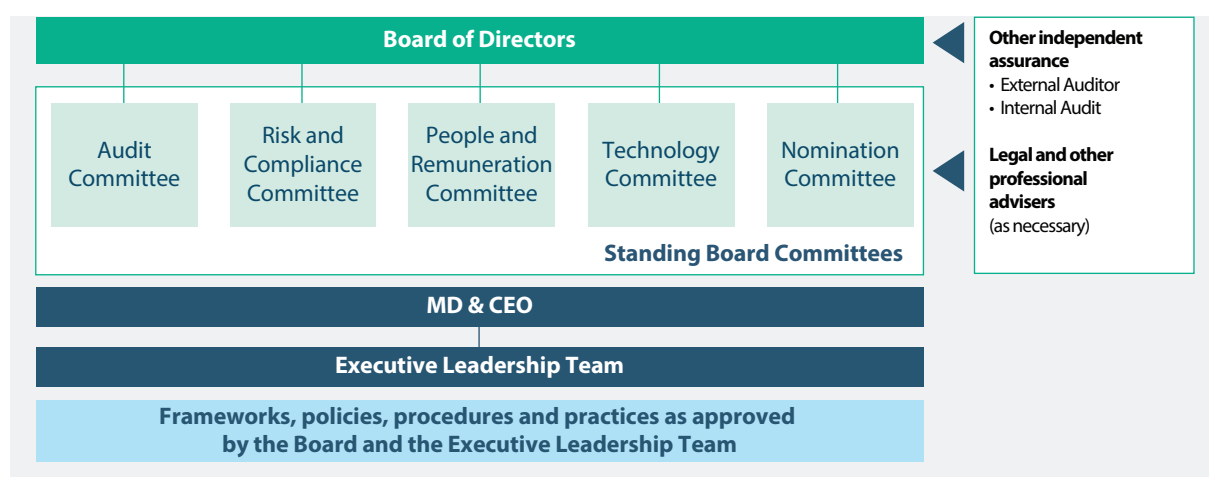 Board of Directors
Audit
Committee
Risk and
Compliance
Committee
People and
Remuneration
Committee
Technology
Committee
Nomination
Committee
Standing Board Committees
MD & CEO
Executive Leadership Team
Frameworks, policies, procedures and practices as approved
by the Board and the Executive Leadership Team
Other independent
assurance
• External Auditor
• Internal Audit
Legal and other
professional
advisers
(as necessary)